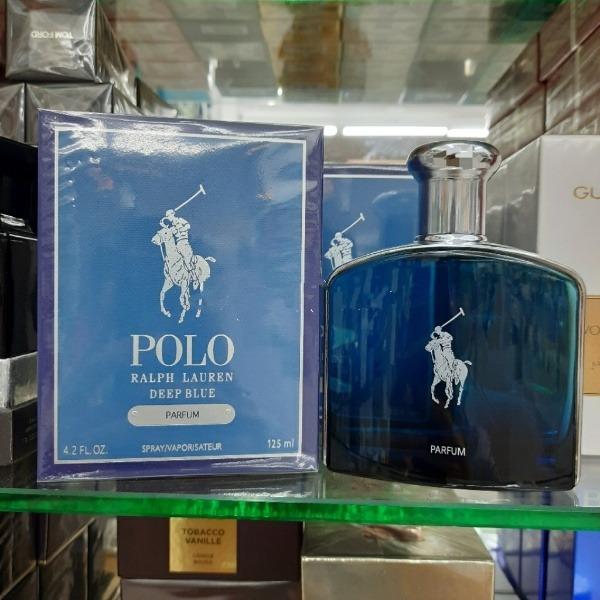 TOM FORD
POLO
RALPH LAUREN
DEEP BLUE
PARFUM
4.2 FL.OZ.
SPRAY/VAPORISATEUR
125 ml
PARFUM
GU
TOBACCO
VANILLE